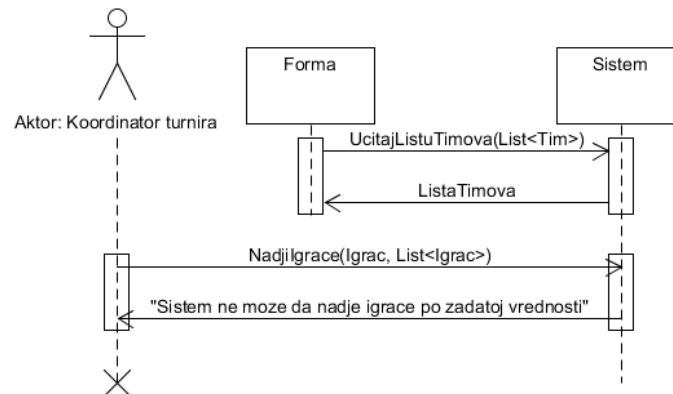 Forma
Sistem
Aktor: Koordinator turnira
UcitajListuTimova(List<Tim>)
ListaTimova
NadjiIgrace(Igrac, List<Igrac>)
"Sistem ne moze da nadje igrace po zadatoj vrednosti"